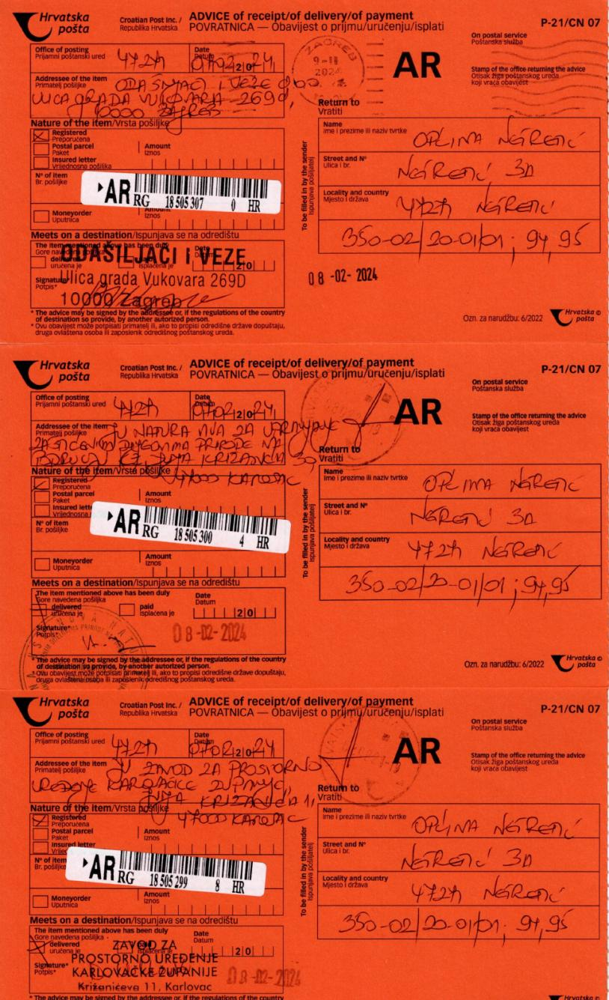 Hrvatska
pošta
Croatian Post Inc. /
Republika Hrvatska
ADVICE of receipt/of delivery/of payment
POVRATNICA — Obavijest o prijmu/uručenju/isplati
P-21/CN 07
On postal service
Poštanska služba
AR
Stamp of the office returning the advice
Otisak žiga poštanskog ureda
koji vraća obavijest
Office of posting
Prijamni poštanski ured
Date
Datum
0702 2 0 24
Addressee of the item
Primatelj pošiljke
ODAŠILJAČI I VEZE d.o.o.
ULICA GRADA VUKOVARA 269d,
10000 ZAGREB
ZAGREB
2024
Nature of the item/Vrsta pošiljke
Registered
Preporučena
Postal parcel
Paket
Insured letter
Vrijednosna pošiljka
Amount
Iznos
N° of item
Br. pošiljke
AR RG 18 505 307 0 HR
Moneyorder
Uputnica
Amount
Iznos
Meets on a destination/Ispunjava se na odredištu
The item mentioned above has been duly
Gore navedena pošiljka
delivered
uručena je
isplaćena je
Date
2 0
Signature*
Potpis*
ODAŠILJAČI I VEZE
Ulica grada Vukovara 269D
10000 Zagreb
* The advice may be signed by the addressee or, if the regulations of the country
of destination so provide, by another autorized person.
* Ovu obavijest može potpisati primatelj ili, ako to propisi odredišne države dopuštaju,
druga ovlaštena osoba ili zaposlenik odredišnog poštanskog ureda.
To be filled in by the sender
Ispunjava pošiljatelj
Return to
Vratiti
Name
Ime i prezime ili naziv tvrtke
OPĆINA NETRETIĆ
Street and N°
Ulica i br.
NETRETIĆ 3A
Locality and country
Mjesto i država
47271 NETRETIĆ
350-02/20-01/01; 94,95
08 -02- 2024
Ozn. za narudžbu: 6/2022
Hrvatska ©
pošta
Hrvatska
pošta
Croatian Post Inc. /
Republika Hrvatska
ADVICE of receipt/of delivery/of payment
POVRATNICA — Obavijest o prijmu/uručenju/isplati
P-21/CN 07
On postal service
Poštanska služba
AR
Stamp of the office returning the advice
Otisak žiga poštanskog ureda
koji vraća obavijest
Office of posting
Prijamni poštanski ured
Date
Datum
0702 2 0 24
Addressee of the item
Primatelj pošiljke
JU NATURA VIVA ZA
ZAŠTIĆENIM DIJELOVIMA PRIRODE NA
KŽ, JURJA KRIŽANIĆA 30
47000 KARLOVAC
Nature of the item/Vrsta pošiljke
Registered
Preporučena
Postal parcel
Paket
Insured letter
Vrijednosna
Amount
Iznos
N° of item
Br. pošiljke
AR RG 18 505 300 4 HR
Moneyorder
Uputnica
Amount
Iznos
Meets on a destination/Ispunjava se na odredištu
The item mentioned above has been duly
Gore navedena pošiljka
delivered
uručena je
paid
isplaćena je
Date
Datum
2 0
Signature*
Potpis*
08 -02- 2024
* The advice may be signed by the addressee or, if the regulations of the country
of destination so provide, by another autorized person.
* Ovu obavijest može potpisati primatelj ili, ako to propisi odredišne države dopuštaju,
druga ovlaštena osoba ili zaposlenik odredišnog poštanskog ureda.
To be filled in by the sender
Ispunjava pošiljatelj
Return to
Vratiti
Name
Ime i prezime ili naziv tvrtke
OPĆINA NETRETIĆ
Street and N°
Ulica i br.
NETRETIĆ 3A
Locality and country
Mjesto i država
47271 NETRETIĆ
350-02/20-01/01; 94,95
Ozn. za narudžbu: 6/2022
Hrvatska ©
pošta
Hrvatska
pošta
Croatian Post Inc. /
Republika Hrvatska
ADVICE of receipt/of delivery/of payment
POVRATNICA — Obavijest o prijmu/uručenju/isplati
P-21/CN 07
On postal service
Poštanska služba
AR
Stamp of the office returning the advice
Otisak žiga poštanskog ureda
koji vraća obavijest
Office of posting
Prijamni poštanski ured
Date
Datum
0702 2 0 24
Addressee of the item
Primatelj pošiljke
JU ZAVOD ZA PROSTORNO
UREĐENJE KARLOVAČKE ŽUPANIJE,
JURJA KRIŽANIĆA 11,
47000 KARLOVAC
Nature of the item/Vrsta pošiljke
Registered
Preporučena
Postal parcel
Paket
Insured letter
Amount
Iznos
N° of item
Br. pošiljke
AR RG 18 505 299 8 HR
Moneyorder
Uputnica
Amount
Iznos
Meets on a destination/Ispunjava se na odredištu
The item mentioned above has been duly
Gore navedena pošiljka
delivered
uručena je
Date
Datum
2 0
Signature*
Potpis*
ZAVOD ZA
PROSTORNO UREĐENJE
KARLOVAČKE ŽUPANIJE
Križanićeva 11, Karlovac
08 -02- 2024
* The advice may be signed by the addressee or, if the regulations of the country
To be filled in by the sender
Ispunjava pošiljatelj
Return to
Vratiti
Name
Ime i prezime ili naziv tvrtke
OPĆINA NETRETIĆ
Street and N°
Ulica i br.
NETRETIĆ 3A
Locality and country
Mjesto i država
47271 NETRETIĆ
350-02/20-01/01; 94,95
Hrvatska ©